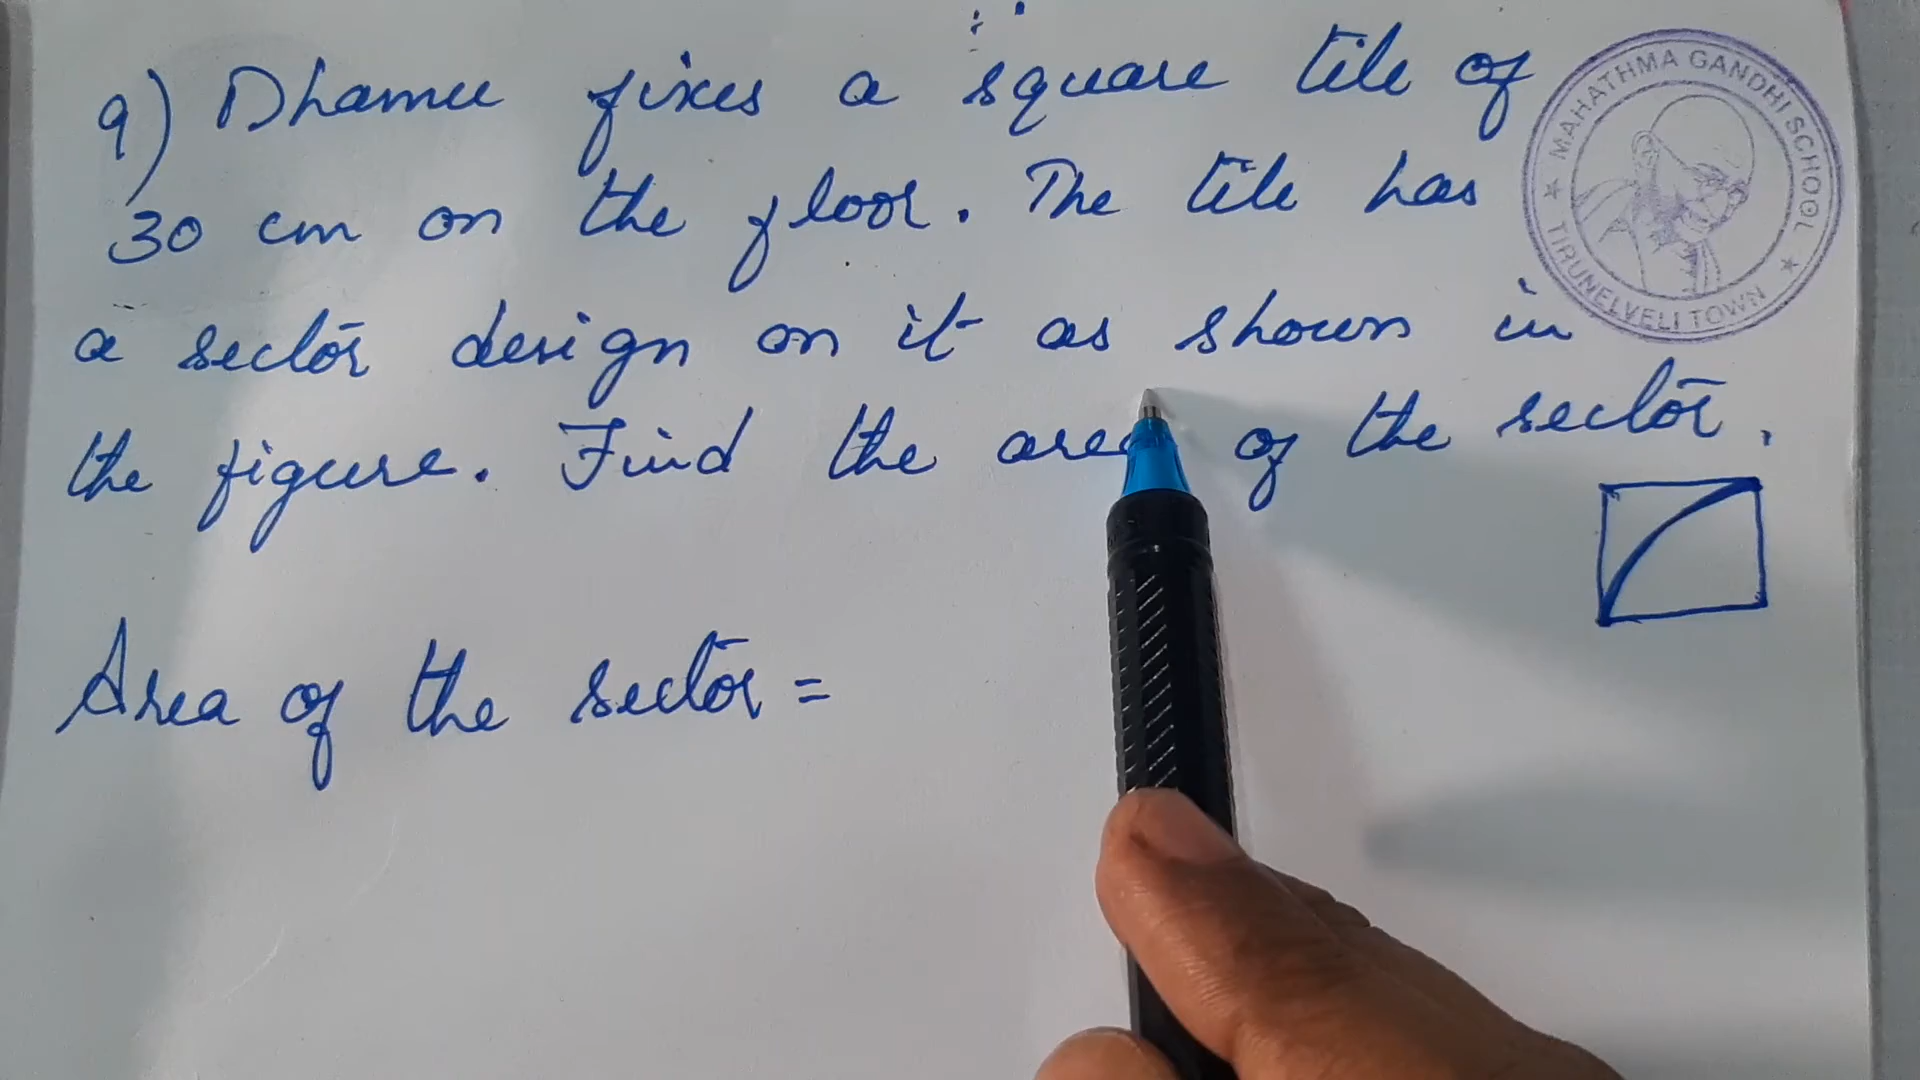 9) Dhamu fixes a square tile of
30 cm on the floor. The tile has
a sector design on it as shown in
the figure. Find the area of the sector.
Area of the sector =
★ MAHATHMA GANDHI SCHOOL ★
TIRUNELVELI TOWN